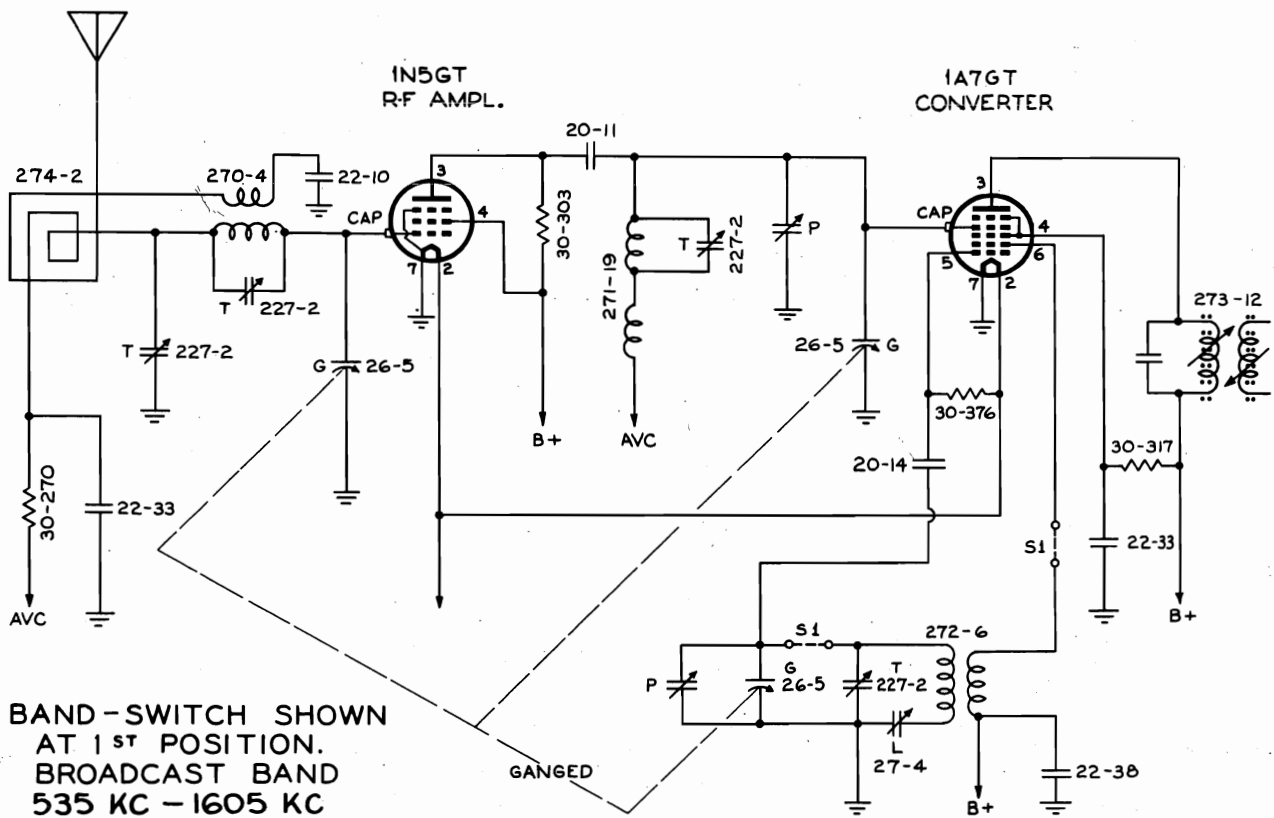 1N5GT
R-F AMPL.
1A7GT
CONVERTER
20-11
274-2
270-4
22-10
3
3
CAP
4
30-303
T
227-2
P
CAP
4
6
5
7
2
7
2
273-12
T 227-2
271-19
T 227-2
G 26-5
26-5 G
30-376
B+
AVC
20-14
30-317
30-270
22-33
S1
22-33
AVC
B+
S1
272-6
P
G
26-5
T
227-2
L
27-4
22-38
B+
GANGED
BAND-SWITCH SHOWN
AT 1ST POSITION.
BROADCAST BAND
535 KC - 1605 KC